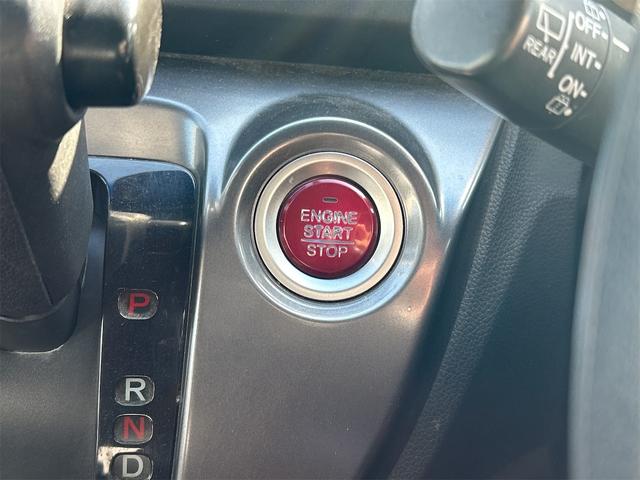 OFF
INT
REAR
ON
ENGINE
START
STOP
P
R
N
D